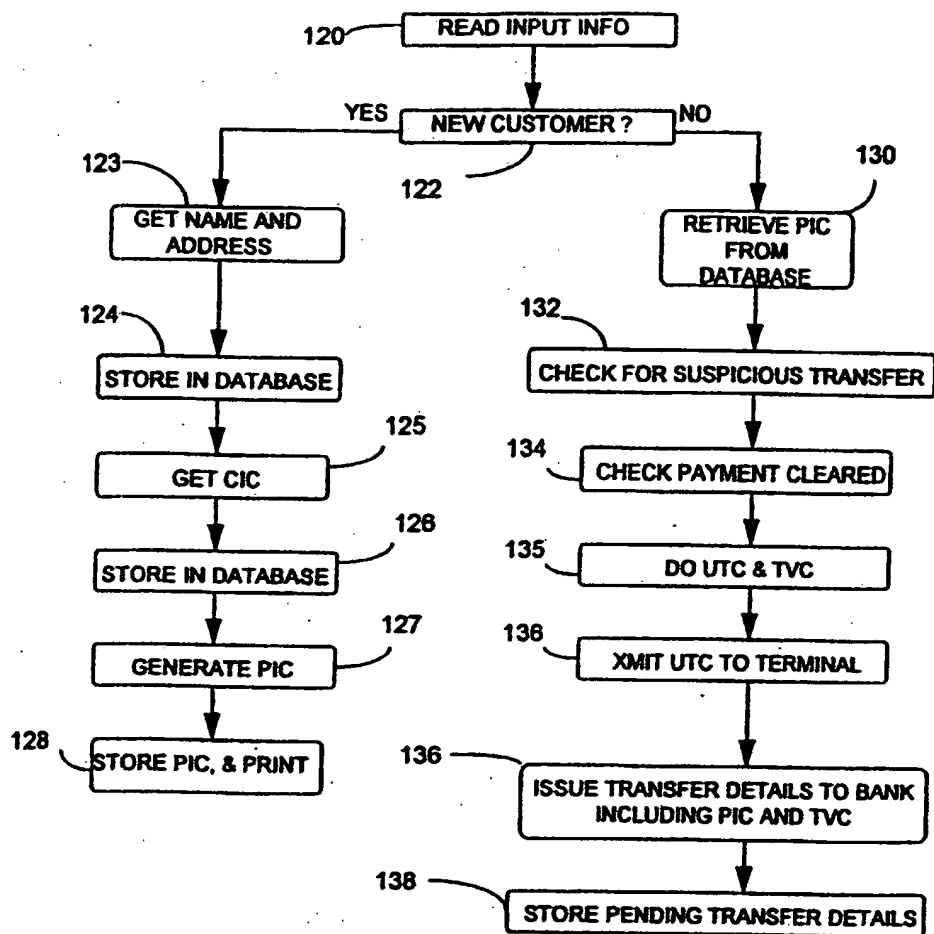 120
READ INPUT INFO
YES
NEW CUSTOMER ?
NO
122
123
GET NAME AND
ADDRESS
124
STORE IN DATABASE
125
GET CIC
126
STORE IN DATABASE
127
GENERATE PIC
128
STORE PIC, & PRINT
130
RETRIEVE PIC
FROM
DATABASE
132
CHECK FOR SUSPICIOUS TRANSFER
134
CHECK PAYMENT CLEARED
135
DO UTC & TVC
136
XMIT UTC TO TERMINAL
136
ISSUE TRANSFER DETAILS TO BANK
INCLUDING PIC AND TVC
138
STORE PENDING TRANSFER DETAILS